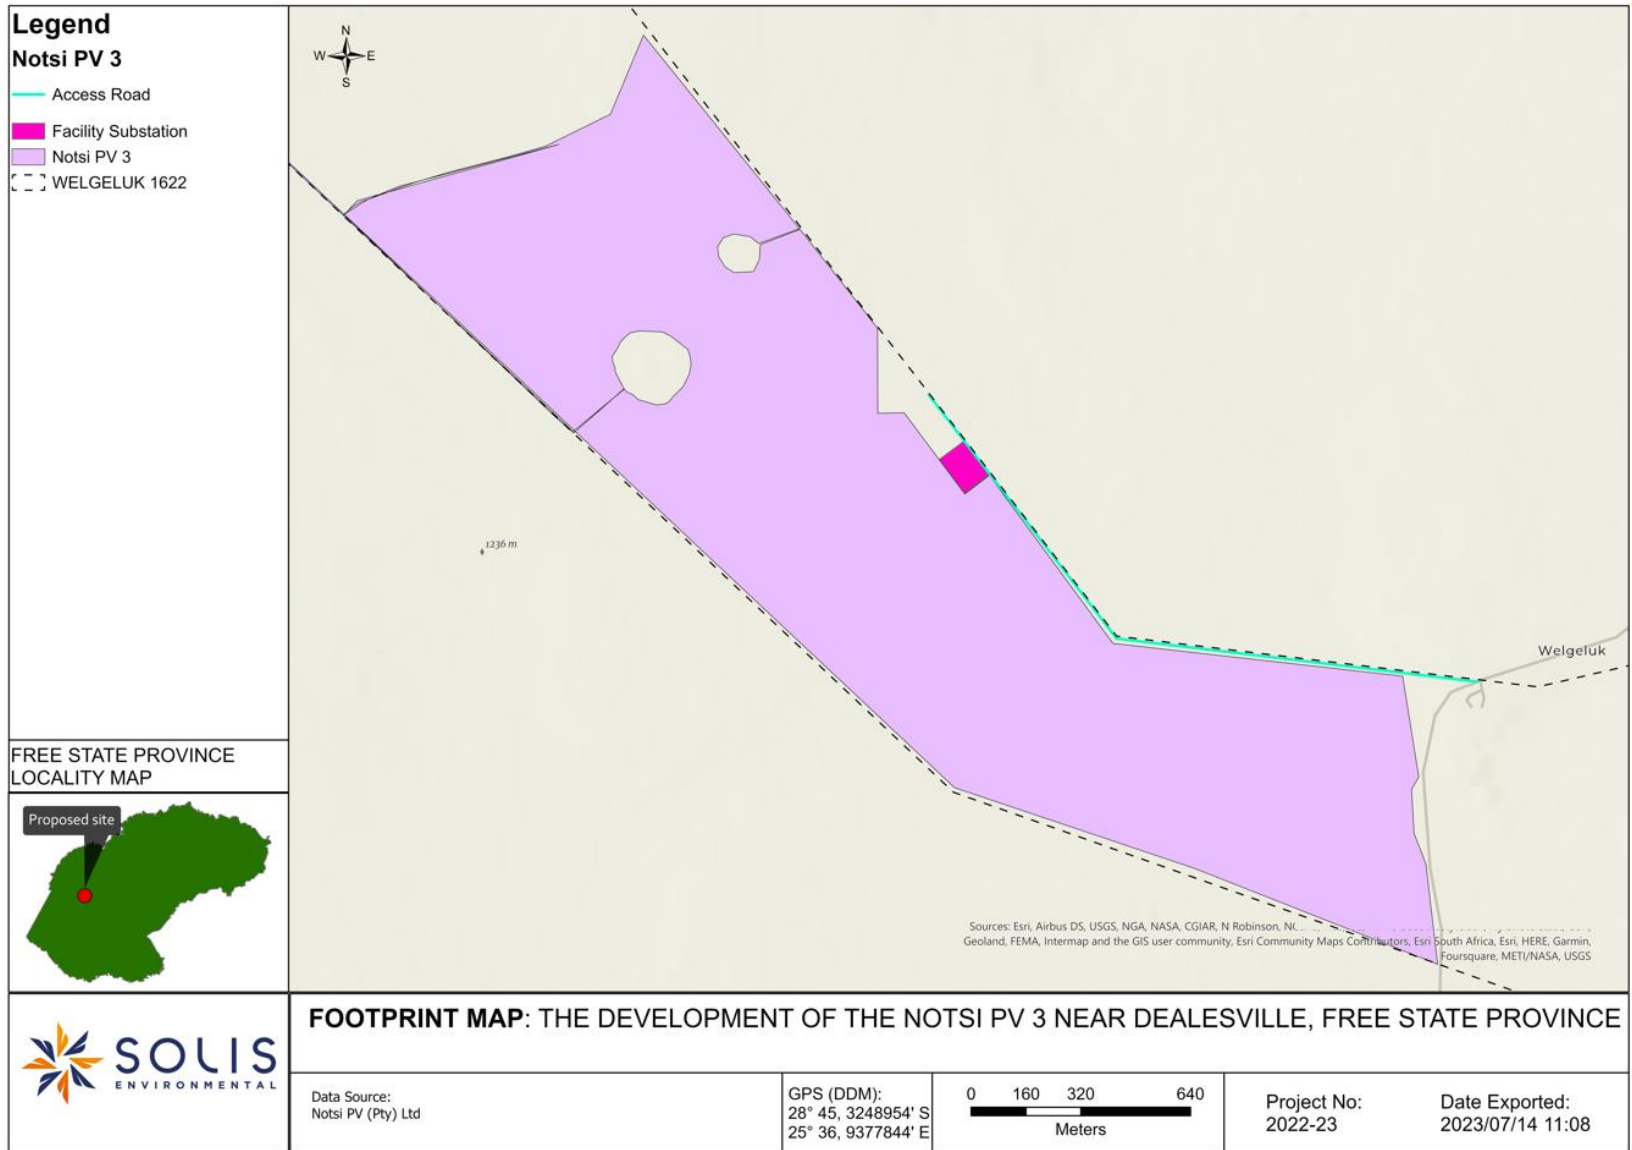 Legend
Notsi PV 3
Access Road
Facility Substation
Notsi PV 3
WELGELUK 1622
N
W E
S
1236 m
Welgeluk
Sources: Esri, Airbus DS, USGS, NGA, NASA, CGIAR, N Robinson,
Geoland, FEMA, Intermap and the GIS user community, Esri Community Maps Contributors, Esri South Africa, Esri, HERE, Garmin,
Foursquare, METI/NASA, USGS
FREE STATE PROVINCE
LOCALITY MAP
Proposed site
SOLIS
ENVIRONMENTAL
FOOTPRINT MAP: THE DEVELOPMENT OF THE NOTSI PV 3 NEAR DEALESVILLE, FREE STATE PROVINCE
Data Source:
Notsi PV (Pty) Ltd
GPS (DDM):
28° 45, 3248954' S
25° 36, 9377844' E
0 160 320 640
Meters
Project No:
2022-23
Date Exported:
2023/07/14 11:08